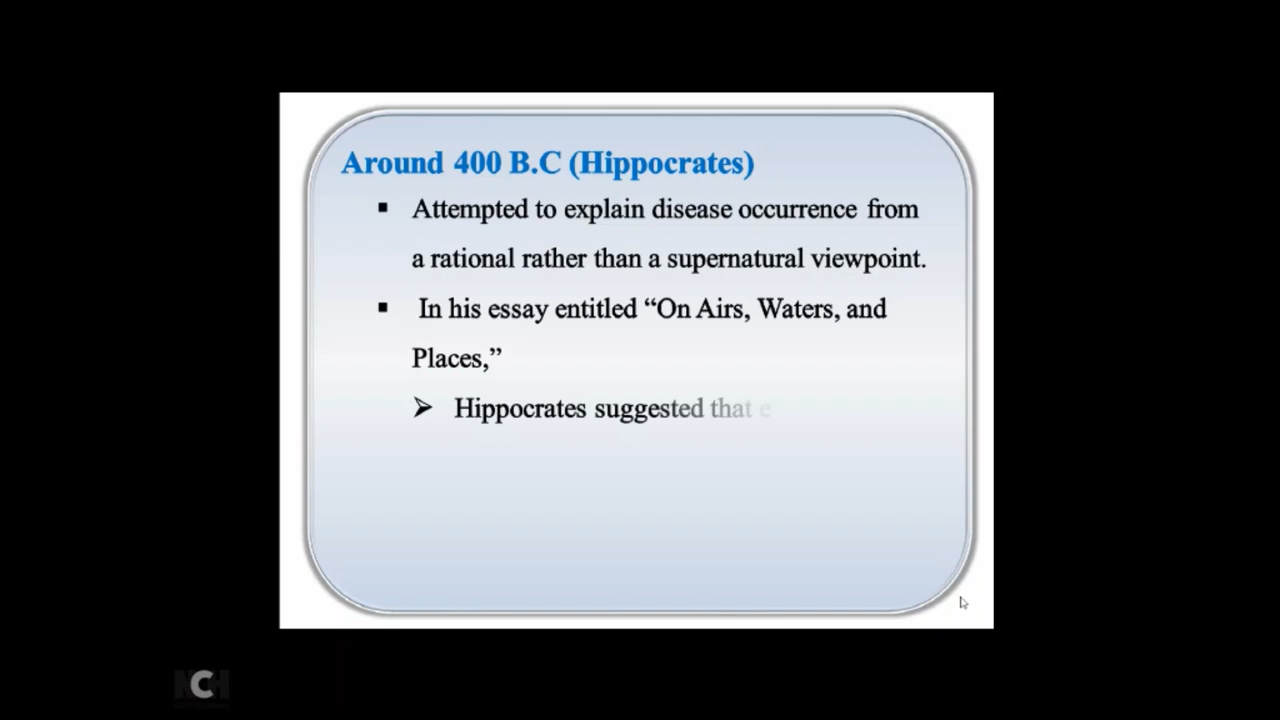 Around 400 B.C (Hippocrates)
▪ Attempted to explain disease occurrence from
a rational rather than a supernatural viewpoint.
▪ In his essay entitled “On Airs, Waters, and
Places,”
➢ Hippocrates suggested that e
NCH